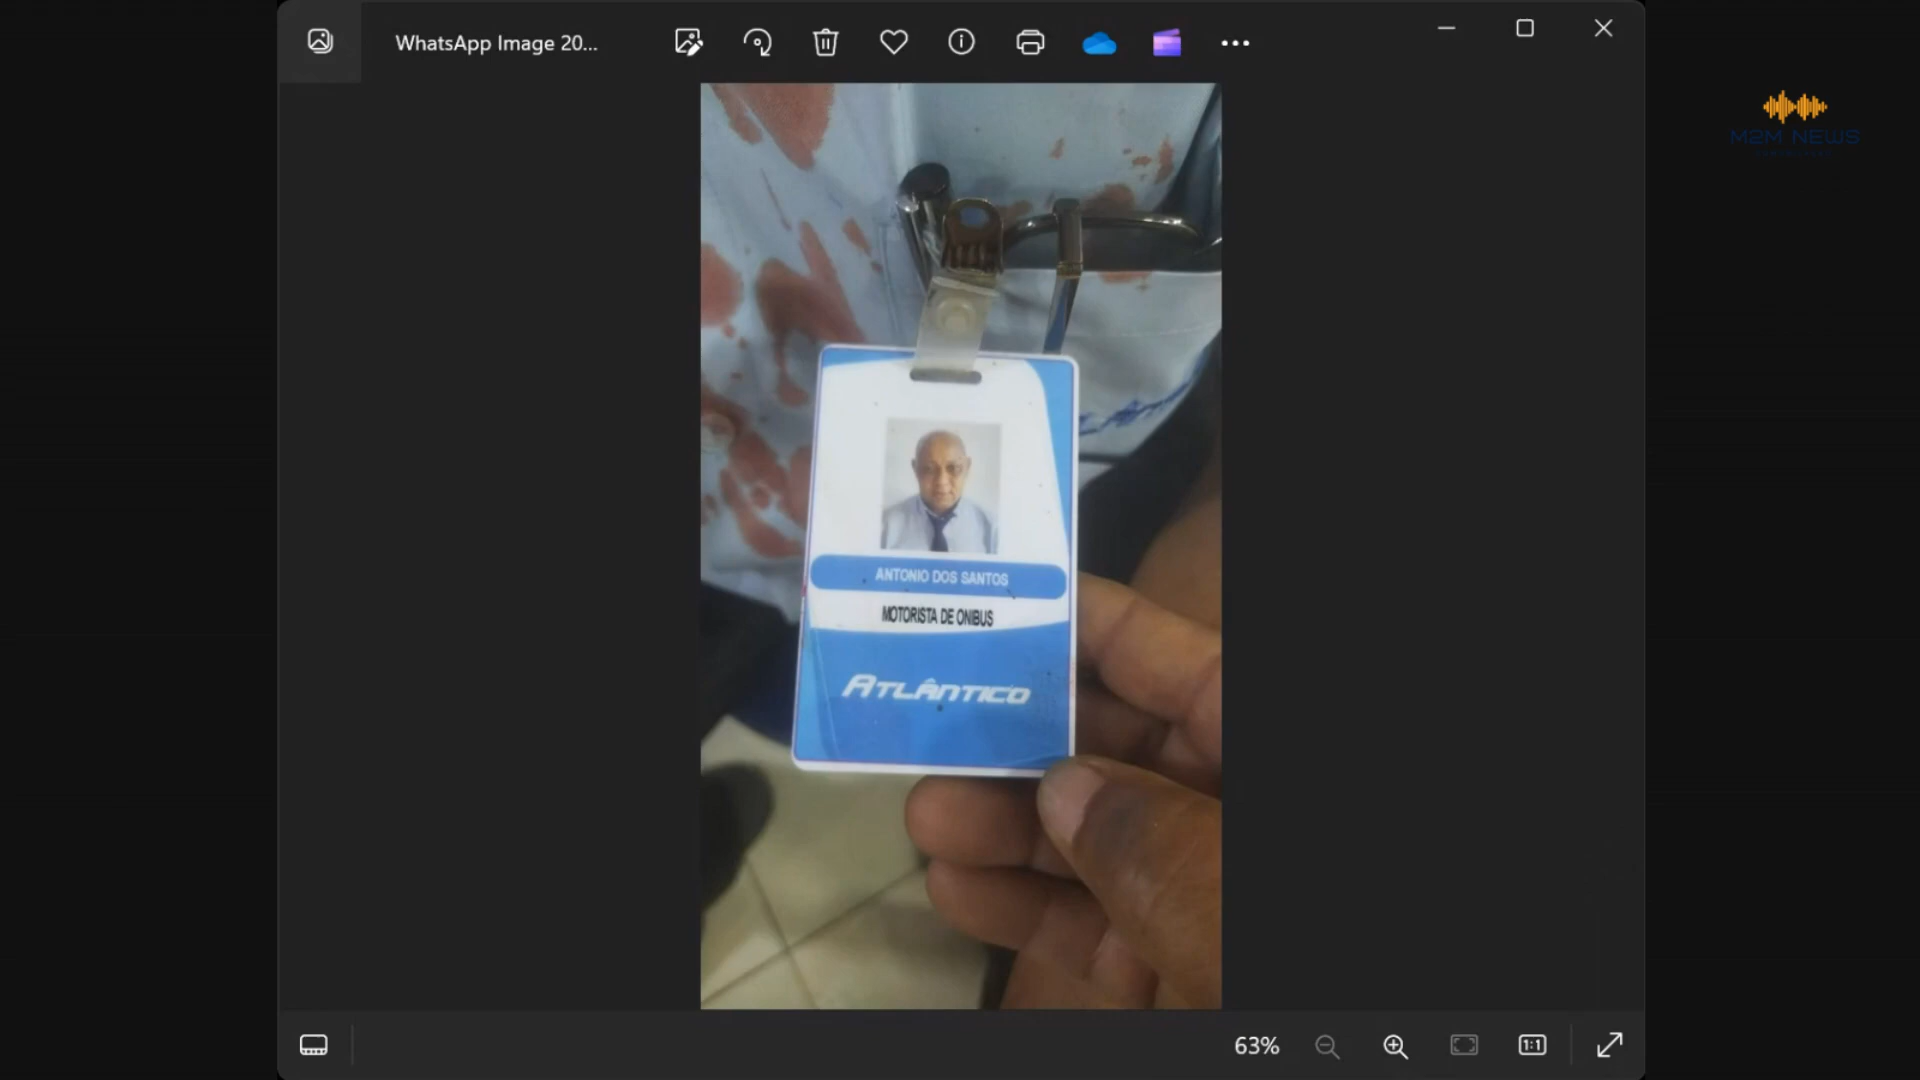 WhatsApp Image 20...
M2M NEWS
ANTONIO DOS SANTOS
MOTORISTA DE ONIBUS
ATLÂNTICO
63%
1:1